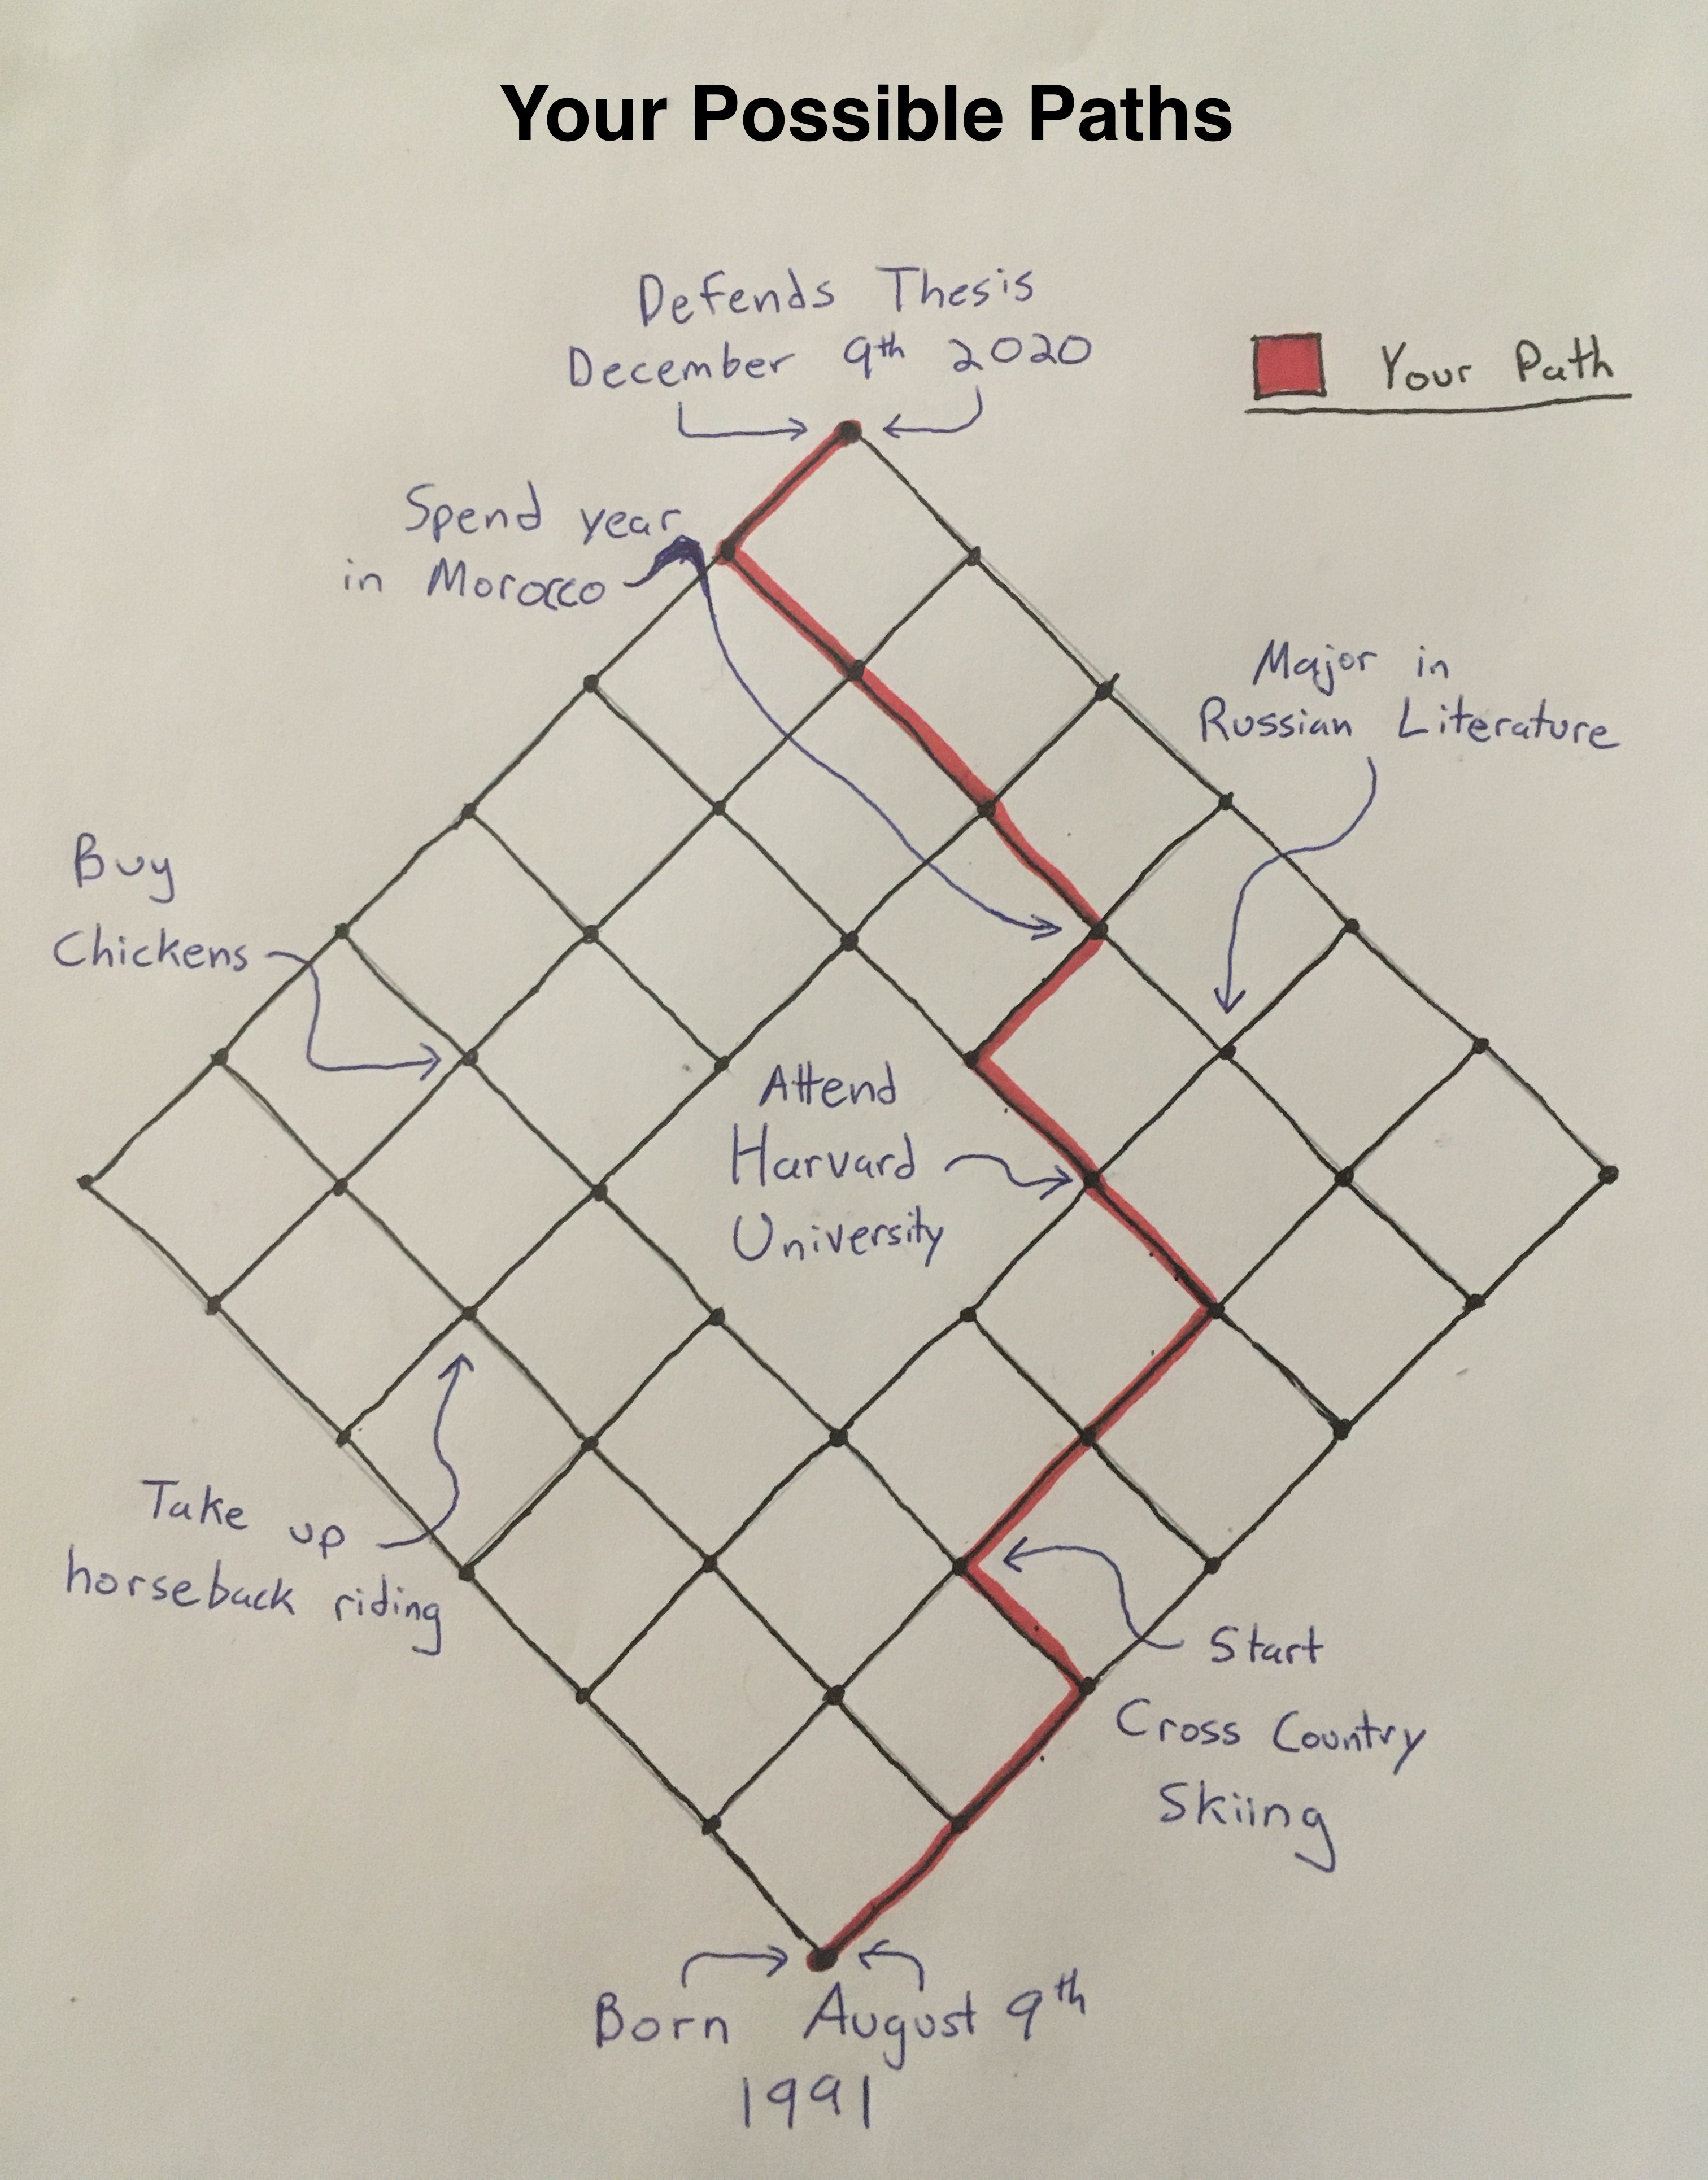 Your Possible Paths
Defends Thesis
December 9th 2020
Your Path
Spend year
in Morocco
Major in
Russian Literature
Buy
Chickens
Attend
Harvard
University
Take up
horseback riding
Start
Cross Country
Skiing
Born August 9th
1991